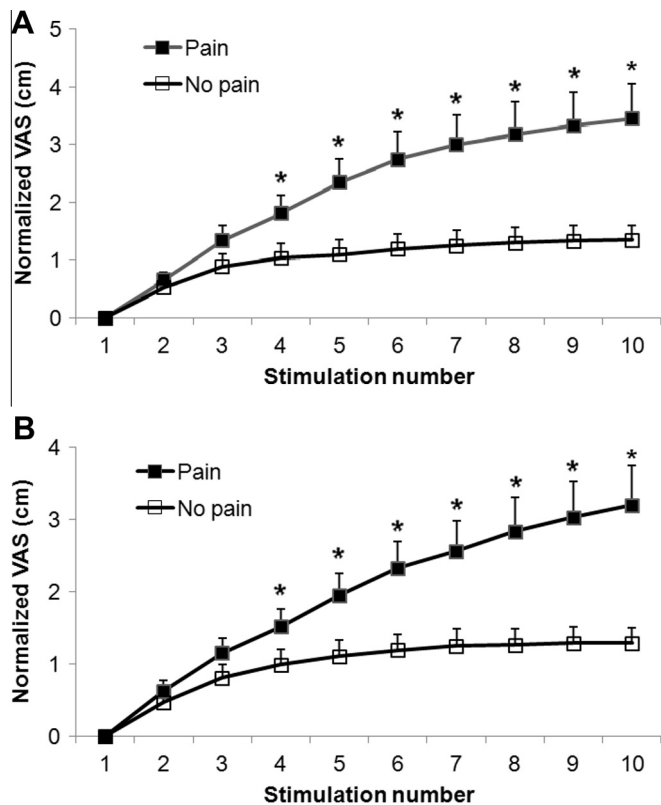 A
Normalized VAS (cm)
5
4
3
2
1
0
Pain
No pain
* * * * * * *
1 2 3 4 5 6 7 8 9 10
Stimulation number
B
Normalized VAS (cm)
4
3
2
1
0
Pain
No pain
* * * * * * *
1 2 3 4 5 6 7 8 9 10
Stimulation number